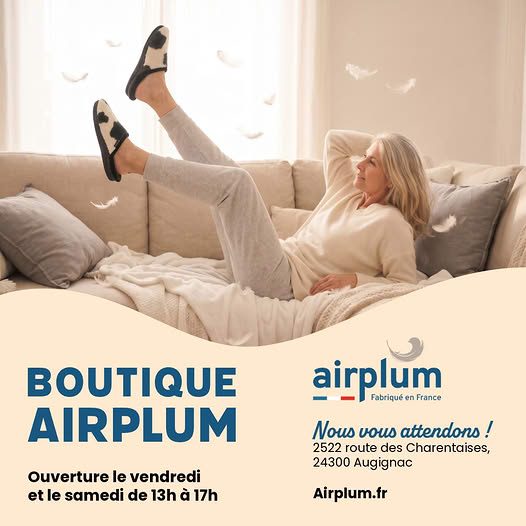 BOUTIQUE
AIRPLUM
Ouverture le vendredi
et le samedi de 13h à 17h
airplum
Fabriqué en France
Nous vous attendons !
2522 route des Charentaises,
24300 Augignac
Airplum.fr